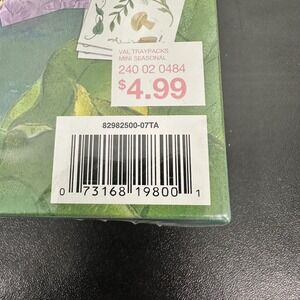 VAL TRAYPACKS
MINI SEASONAL
240 02 0484
$4.99
82982500-07TA
0 73168 19800 1